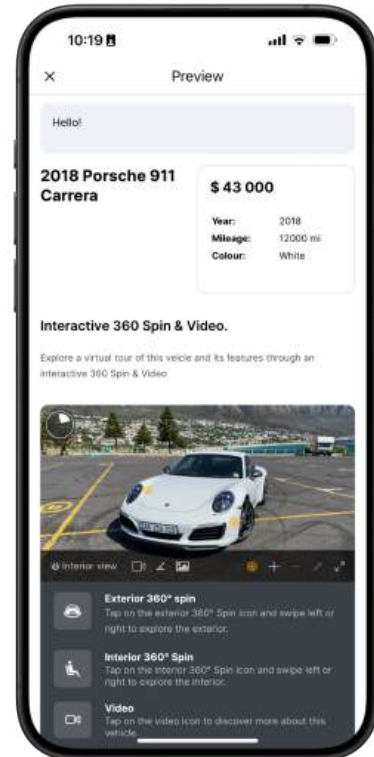 10:19
Preview
Hello!
2018 Porsche 911
Carrera
$ 43 000
Year: 2018
Mileage: 12000 mi
Colour: White
Interactive 360 Spin & Video.
Explore a virtual tour of this veicle and its features through an
interactive 360 Spin & Video
Interior view
Exterior 360° spin
Tap on the exterior 360° Spin icon and swipe left or
right to explore the exterior.
Interior 360° Spin
Tap on the interior 360° Spin icon and swipe left or
right to explore the interior.
Video
Tap on the video icon to discover more about this
vehicle.